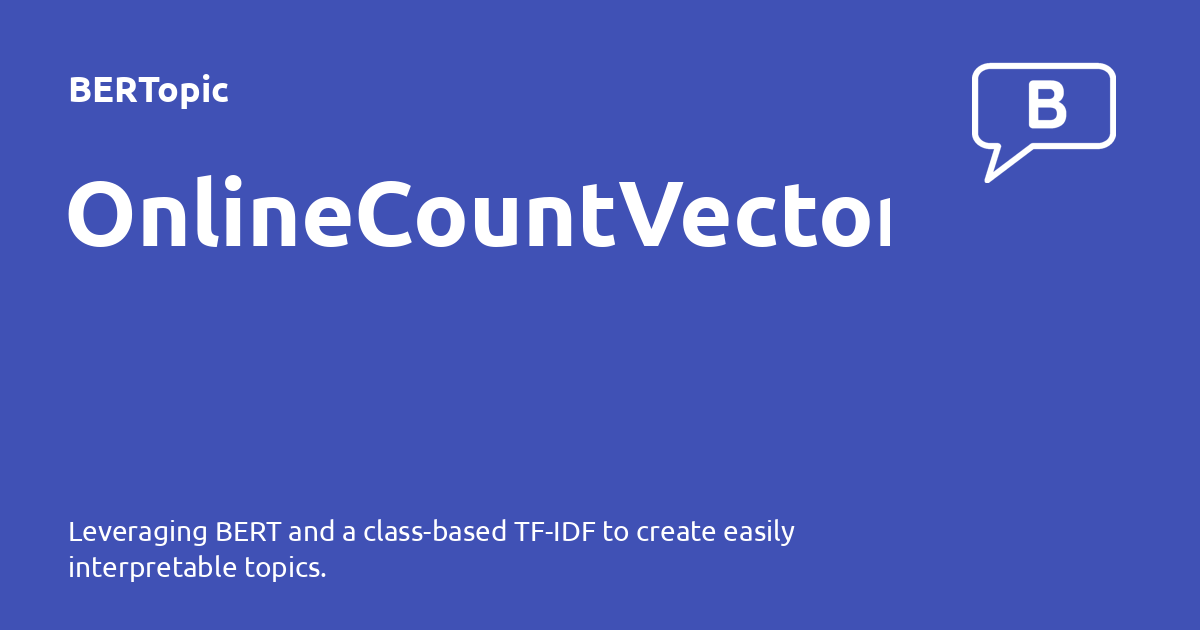 BERTopic
B
OnlineCountVector
Leveraging BERT and a class-based TF-IDF to create easily
interpretable topics.